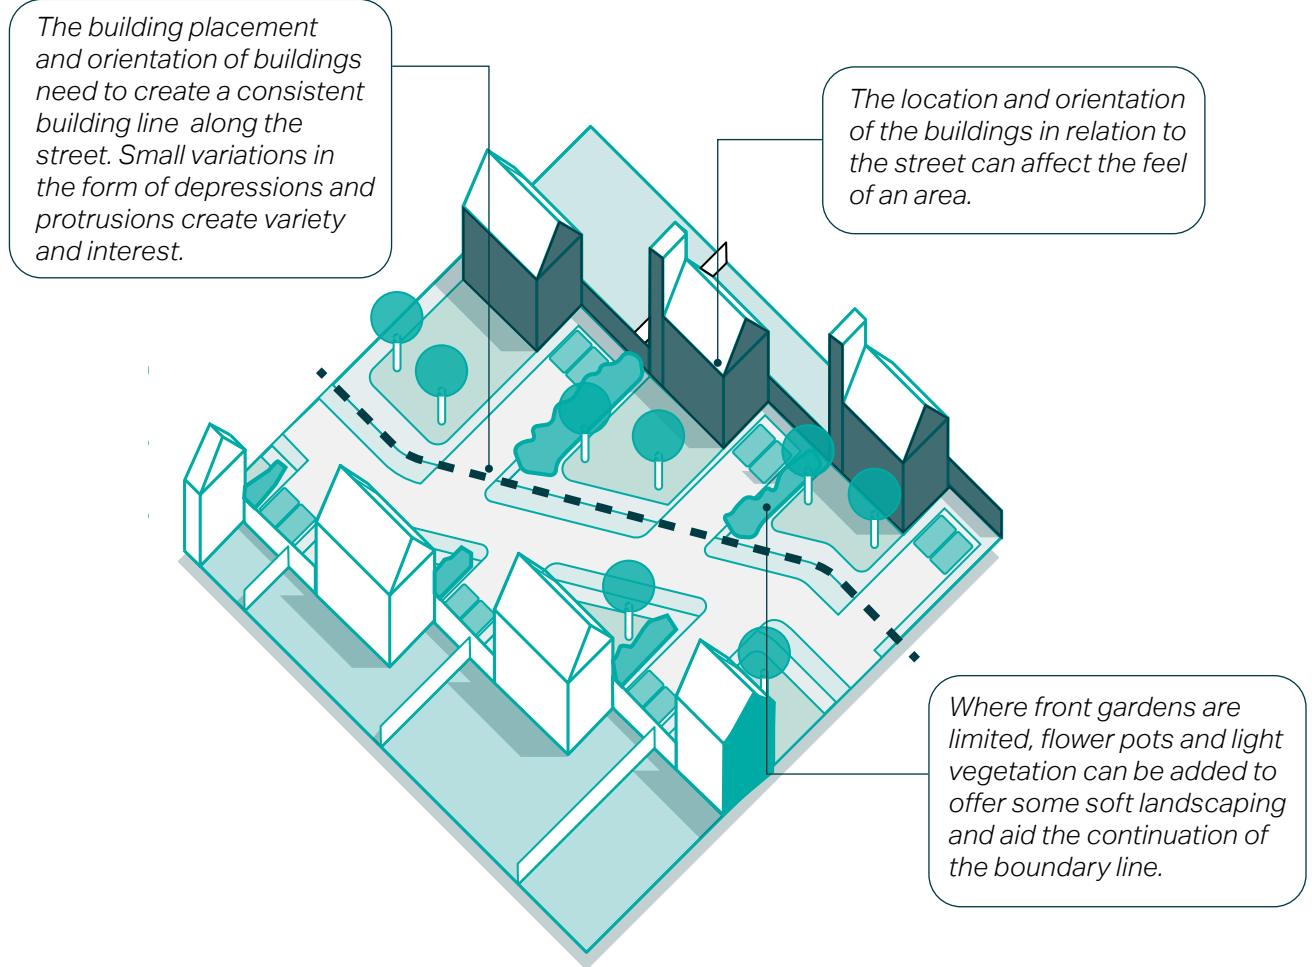 The building placement
and orientation of buildings
need to create a consistent
building line along the
street. Small variations in
the form of depressions and
protrusions create variety
and interest.
The location and orientation
of the buildings in relation to
the street can affect the feel
of an area.
Where front gardens are
limited, flower pots and light
vegetation can be added to
offer some soft landscaping
and aid the continuation of
the boundary line.